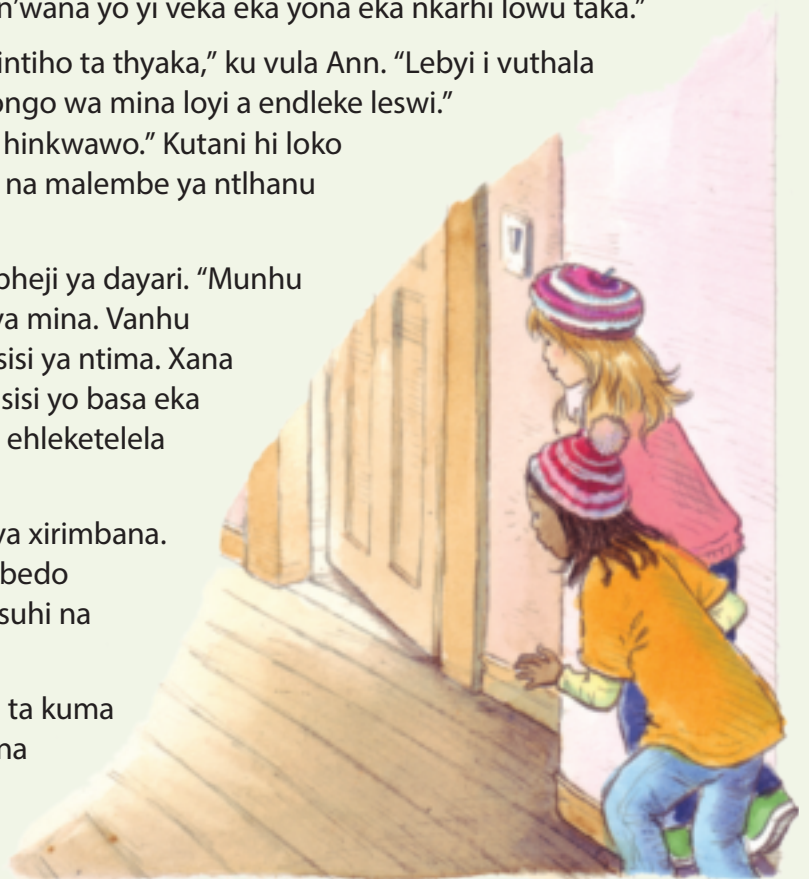 n'wana yo yi veka eka yona eka nkarhi lowu taka.”
intiho ta thyaka,” ku vula Ann. “Lebyi i vuthala
ongo wa mina loyi a endleke leswi.”
hinkwawo.” Kutani hi loko
na malembe ya ntlhanu
pheji ya dayari. “Munhu
ya mina. Vanhu
sisi ya ntima. Xana
sisi yo basa eka
ehleketelela
ya xirimbana.
bedo
suhi na
ta kuma
na